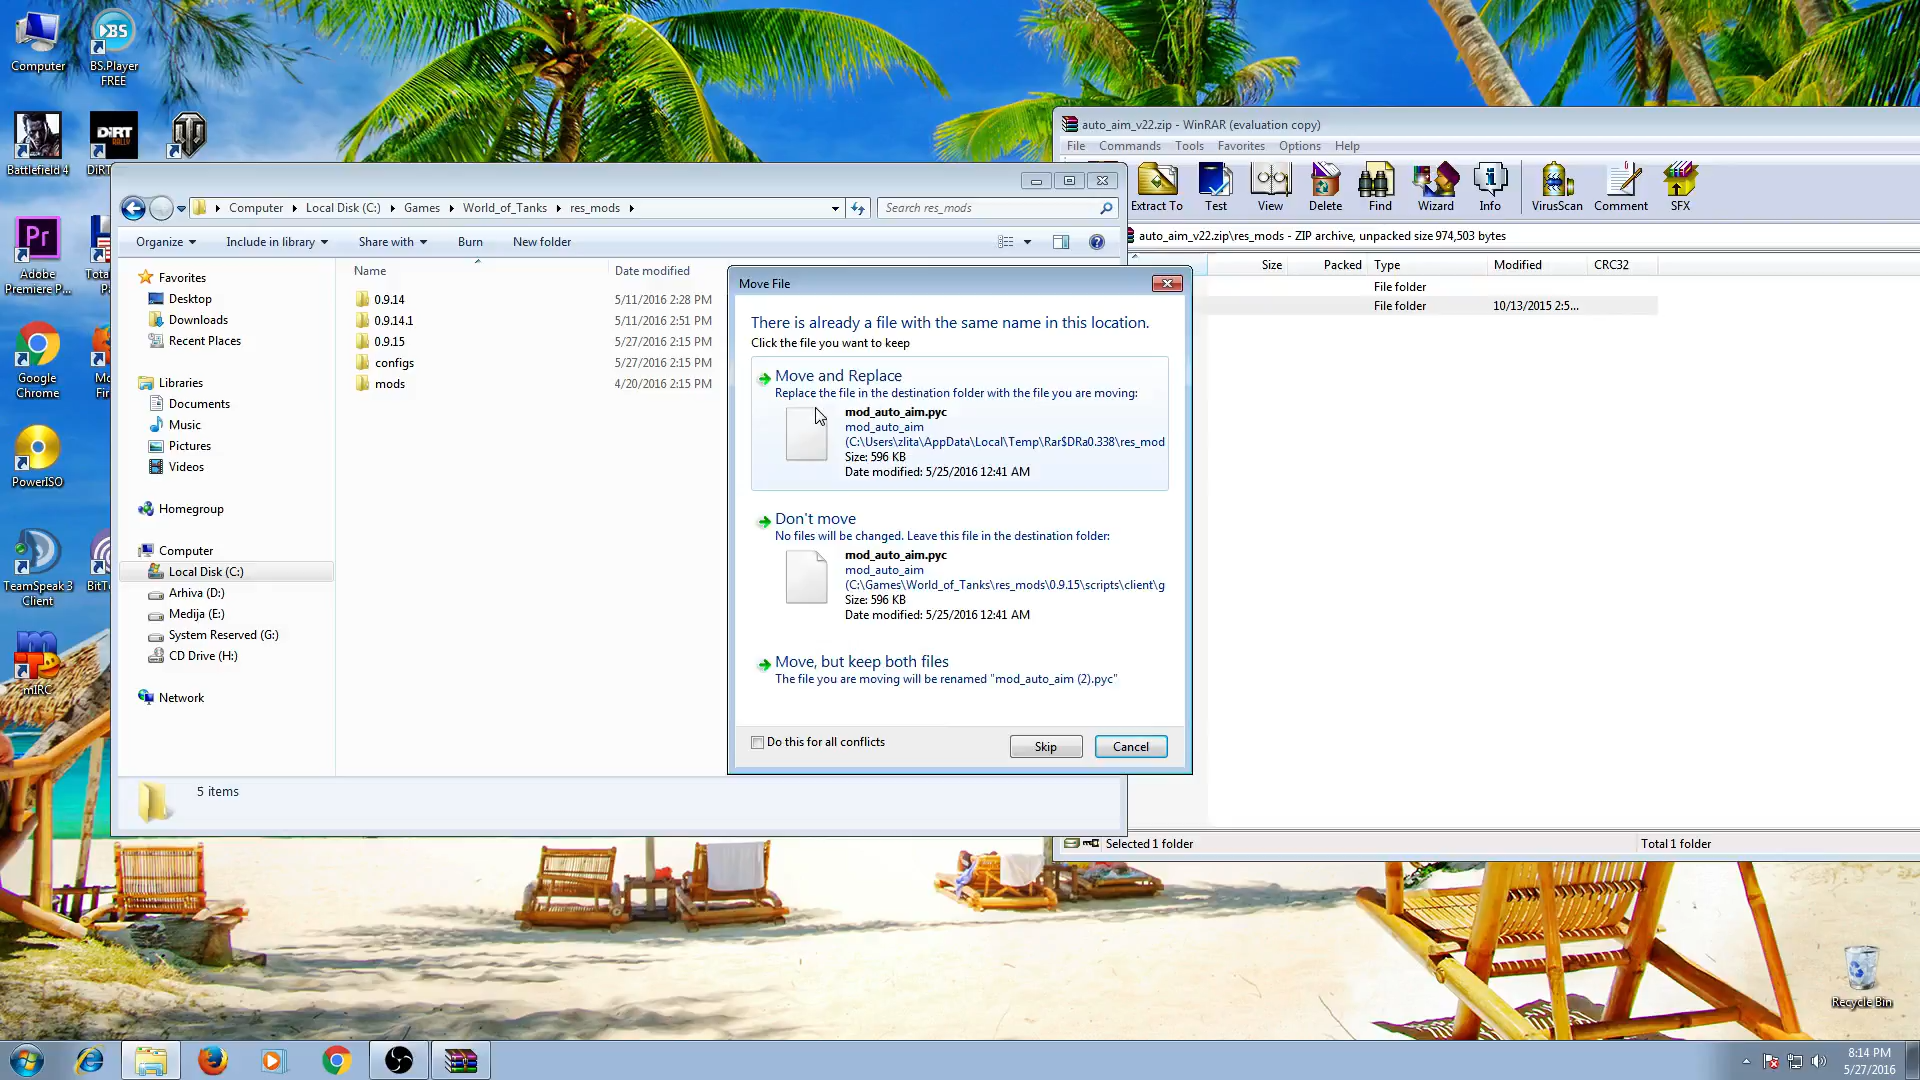 Computer
BS.Player
FREE
Battlefield 4
DiRT
Adobe
Premiere P...
Google
Chrome
PowerISO
TeamSpeak 3
Client
mIRC
Computer
Local Disk (C:)
Games
World_of_Tanks
res_mods
Search res_mods
Organize
Include in library
Share with
Burn
New folder
Name
Date modified
Favorites
Desktop
Downloads
Recent Places
Libraries
Documents
Music
Pictures
Videos
Homegroup
Computer
Local Disk (C:)
Arhiva (D:)
Medija (E:)
System Reserved (G:)
CD Drive (H:)
Network
0.9.14 5/11/2016 2:28 PM
0.9.14.1 5/11/2016 2:51 PM
0.9.15 5/27/2016 2:15 PM
configs 5/27/2016 2:15 PM
mods 4/20/2016 2:15 PM
5 items
Move File
There is already a file with the same name in this location.
Click the file you want to keep
Move and Replace
Replace the file in the destination folder with the file you are moving:
mod_auto_aim.pyc
mod_auto_aim
(C:\Users\zlita\AppData\Local\Temp\Rar$DRa0.338\res_mod
Size: 596 KB
Date modified: 5/25/2016 12:41 AM
Don't move
No files will be changed. Leave this file in the destination folder:
mod_auto_aim.pyc
mod_auto_aim
(C:\Games\World_of_Tanks\res_mods\0.9.15\scripts\client\g
Size: 596 KB
Date modified: 5/25/2016 12:41 AM
Move, but keep both files
The file you are moving will be renamed "mod_auto_aim (2).pyc"
Do this for all conflicts
Skip
Cancel
auto_aim_v22.zip - WinRAR (evaluation copy)
File Commands Tools Favorites Options Help
Extract To Test View Delete Find Wizard Info VirusScan Comment SFX
auto_aim_v22.zip\res_mods - ZIP archive, unpacked size 974,503 bytes
Size Packed Type Modified CRC32
File folder
File folder 10/13/2015 2:5...
Selected 1 folder
Total 1 folder
Recycle Bin
8:14 PM
5/27/2016